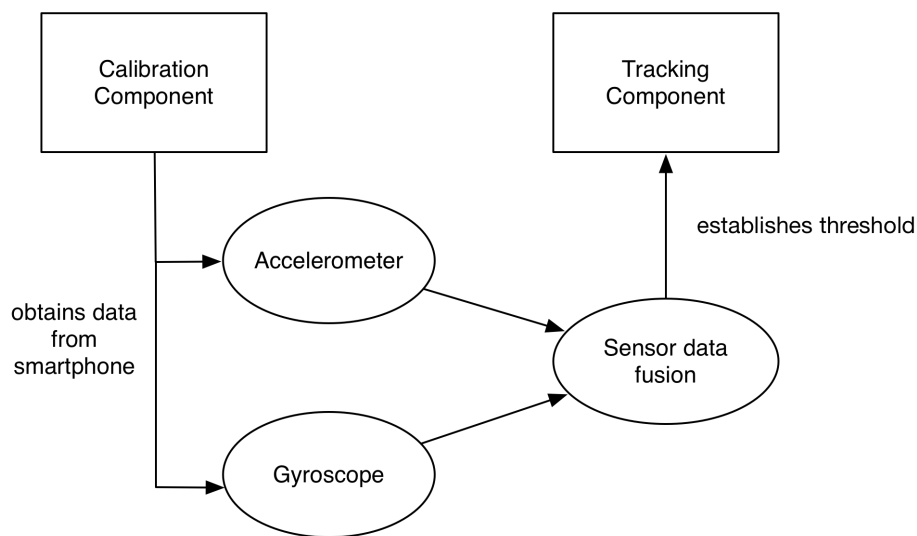 Calibration
Component
Tracking
Component
establishes threshold
Accelerometer
obtains data
from
smartphone
Sensor data
fusion
Gyroscope